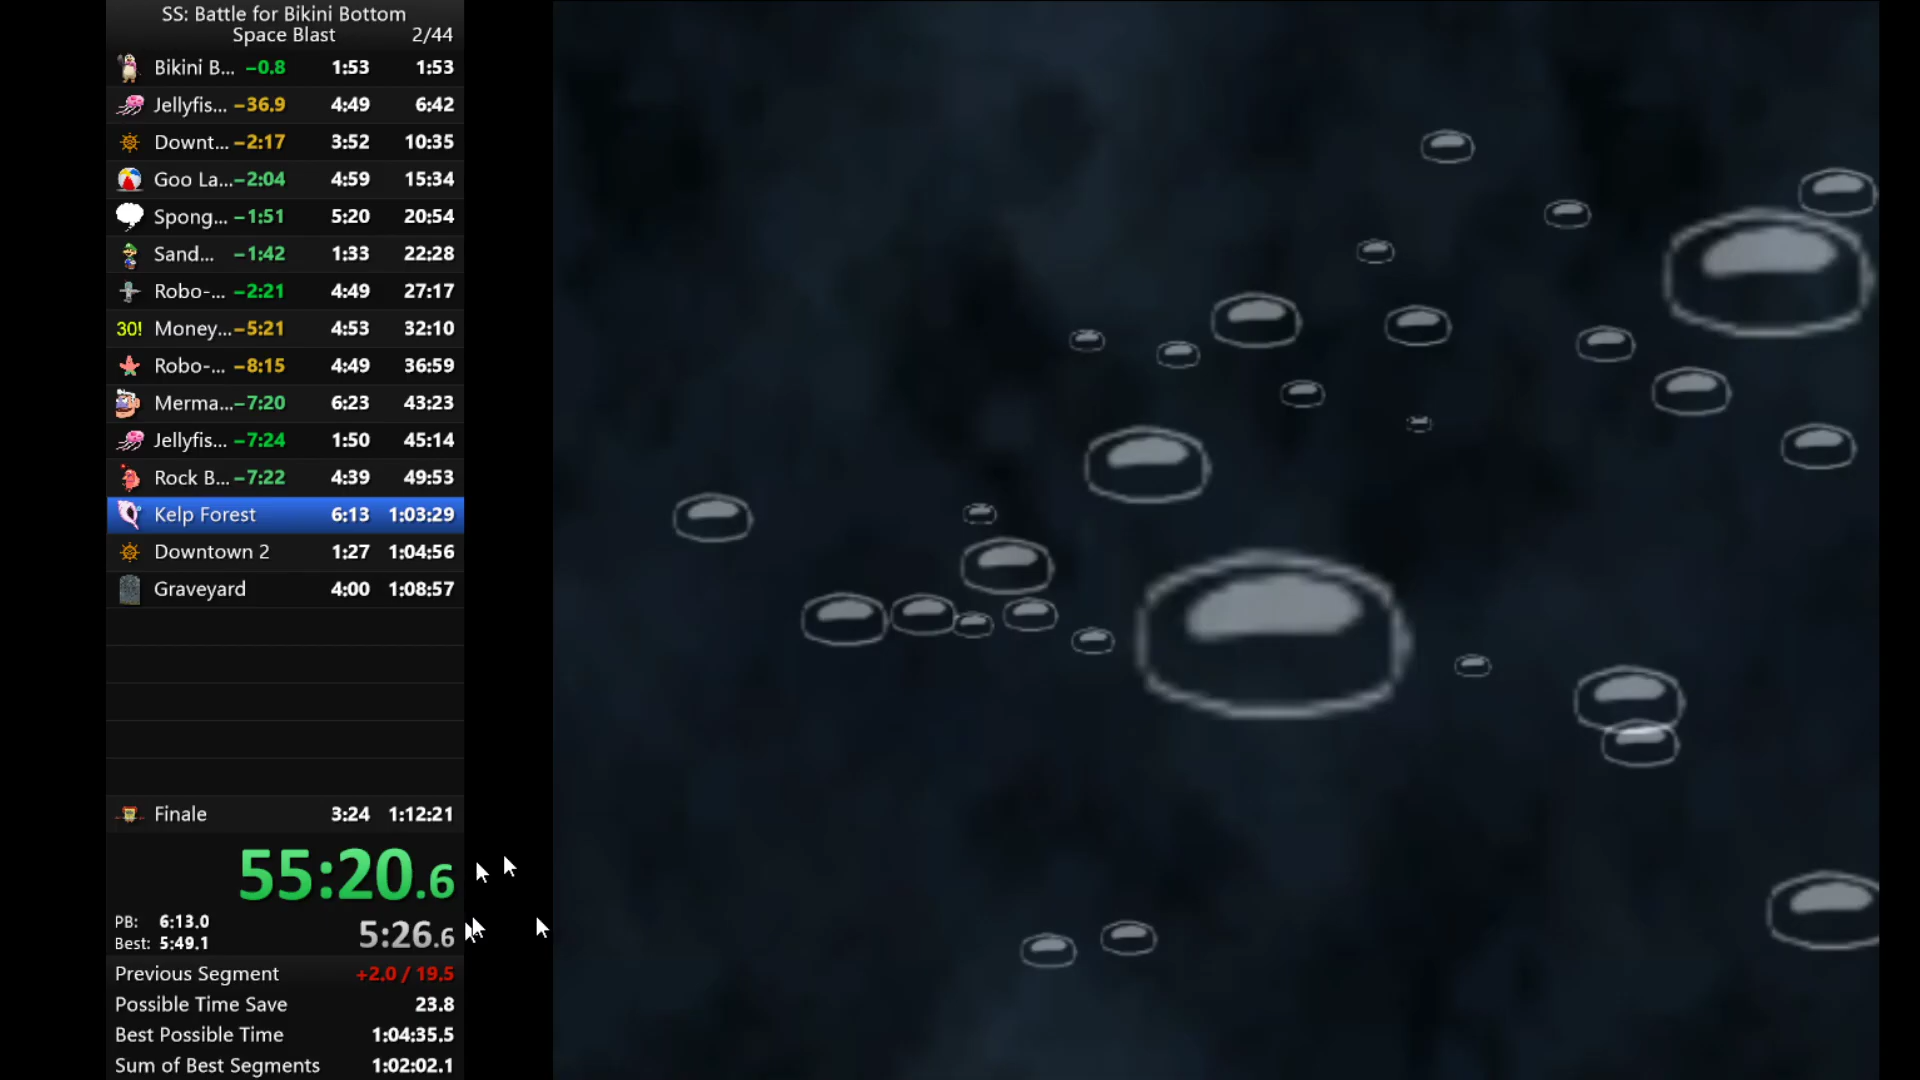 SS: Battle for Bikini Bottom
Space Blast 2/44
Bikini B... −0.8 1:53 1:53
Jellyfis... −36.9 4:49 6:42
Downt... −2:17 3:52 10:35
Goo La... −2:04 4:59 15:34
Spong... −1:51 5:20 20:54
Sand... −1:42 1:33 22:28
Robo-... −2:21 4:49 27:17
30! Money... −5:21 4:53 32:10
Robo-... −8:15 4:49 36:59
Merma... −7:20 6:23 43:23
Jellyfis... −7:24 1:50 45:14
Rock B... −7:22 4:39 49:53
Kelp Forest 6:13 1:03:29
Downtown 2 1:27 1:04:56
Graveyard 4:00 1:08:57
Finale 3:24 1:12:21
55:20.6
PB: 6:13.0
Best: 5:49.1
5:26.6
Previous Segment +2.0 / 19.5
Possible Time Save 23.8
Best Possible Time 1:04:35.5
Sum of Best Segments 1:02:02.1